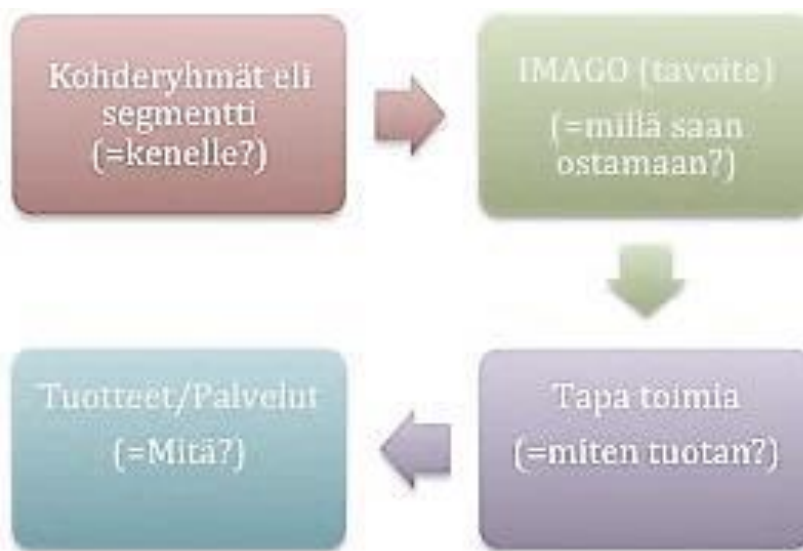 Kohderyhmät eli
segmentti
(=kenelle?)
IMAGO (tavoite)
(=millä saan
ostamaan?)
Tapa toimia
(=miten tuotan?)
Tuotteet/Palvelut
(=Mitä?)